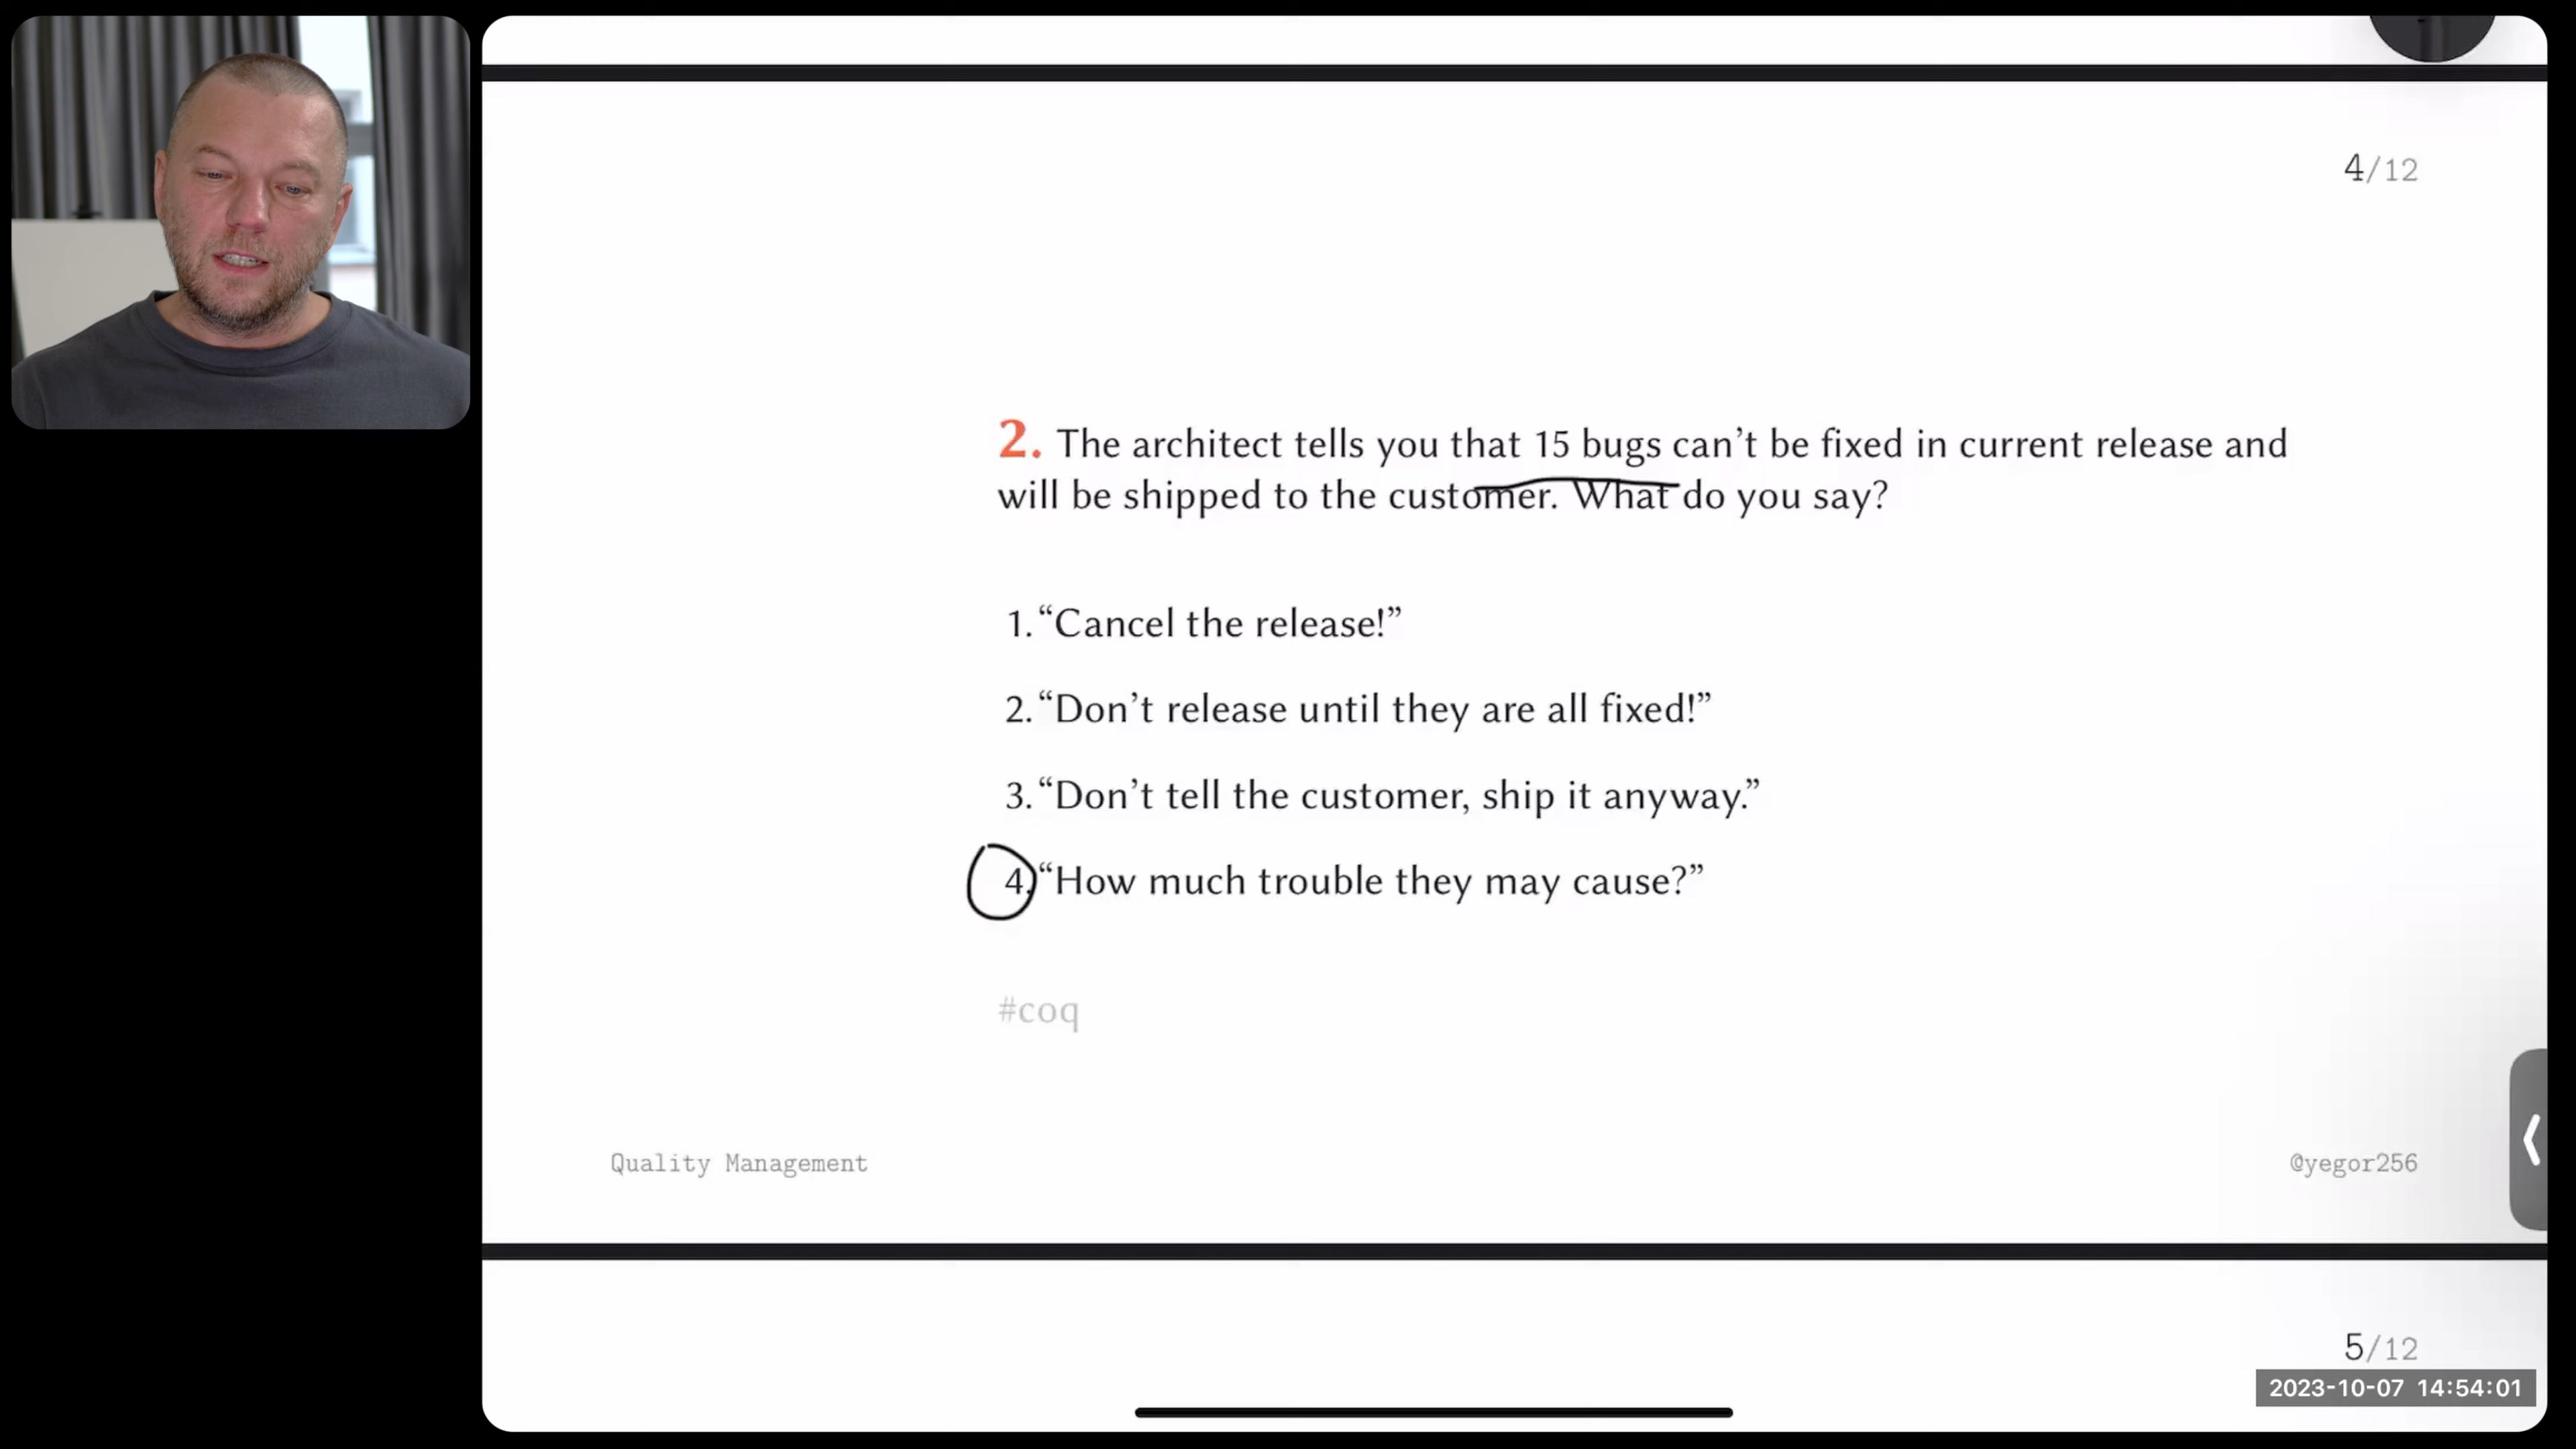 4/12
2. The architect tells you that 15 bugs can’t be fixed in current release and
will be shipped to the customer. What do you say?
1. “Cancel the release!”
2. “Don’t release until they are all fixed!”
3. “Don’t tell the customer, ship it anyway.”
4. “How much trouble they may cause?”
#coq
Quality Management
@yegor256
5/12
2023-10-07 14:54:01